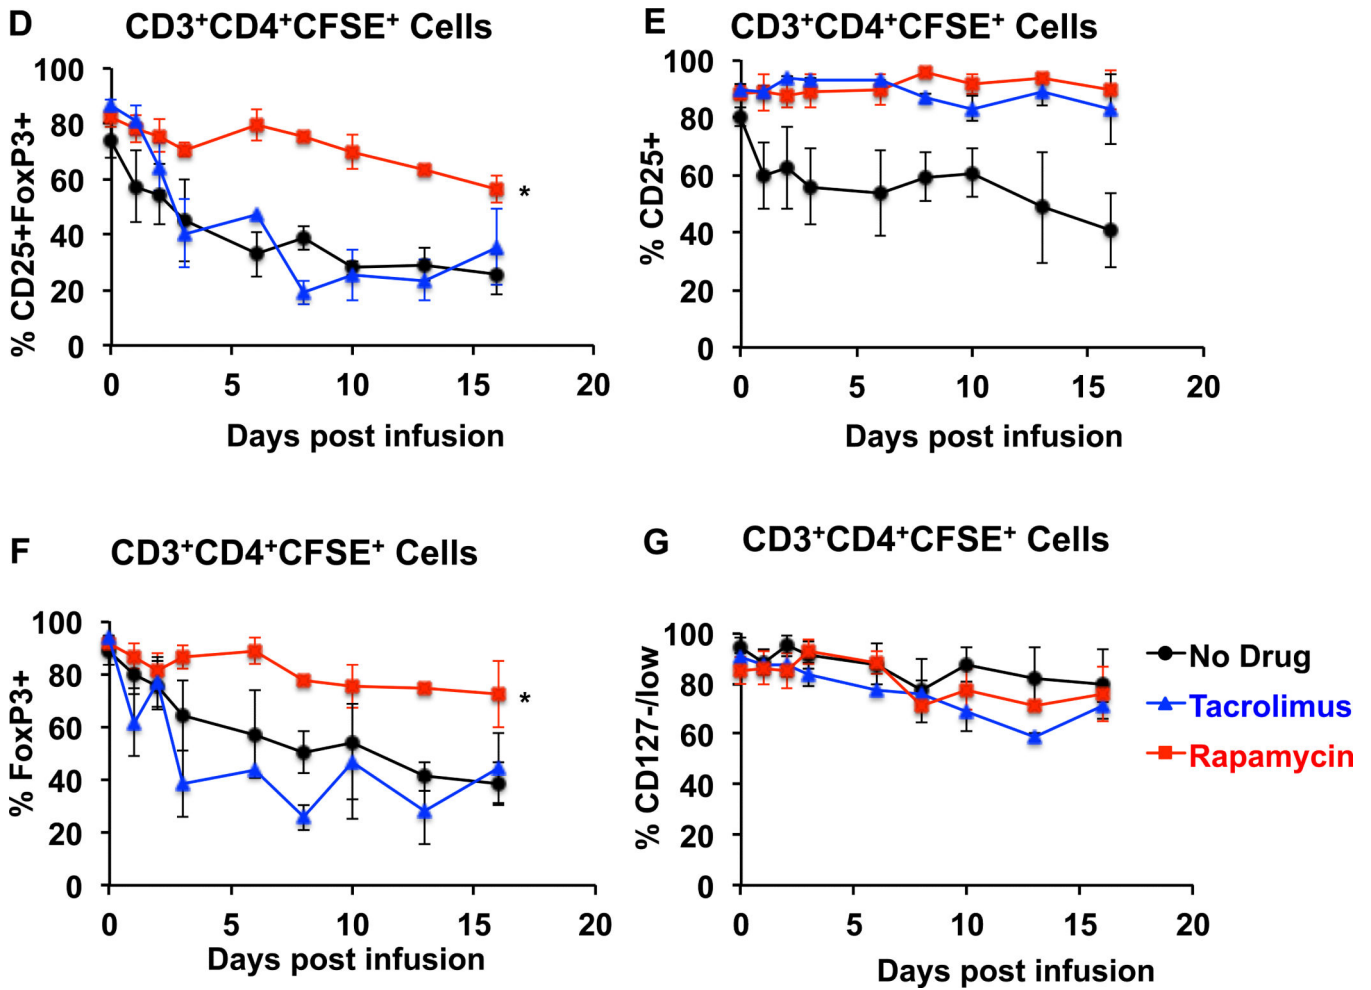 D CD3⁺CD4⁺CFSE⁺ Cells
% CD25+FoxP3+
100
80
60
40
20
0
0 5 10 15 20
*
Days post infusion
E CD3⁺CD4⁺CFSE⁺ Cells
% CD25+
100
80
60
40
20
0
0 5 10 15 20
Days post infusion
F CD3⁺CD4⁺CFSE⁺ Cells
% FoxP3+
100
80
60
40
20
0
0 5 10 15 20
*
Days post infusion
G CD3⁺CD4⁺CFSE⁺ Cells
% CD127-/low
100
80
60
40
20
0
0 5 10 15 20
Days post infusion
No Drug
Tacrolimus
Rapamycin